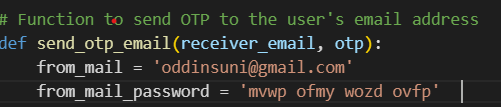 # Function to send OTP to the user's email address
def send_otp_email(receiver_email, otp):
from_mail = 'oddinsuni@gmail.com'
from_mail_password = 'mvwp ofmy wozd ovfp'